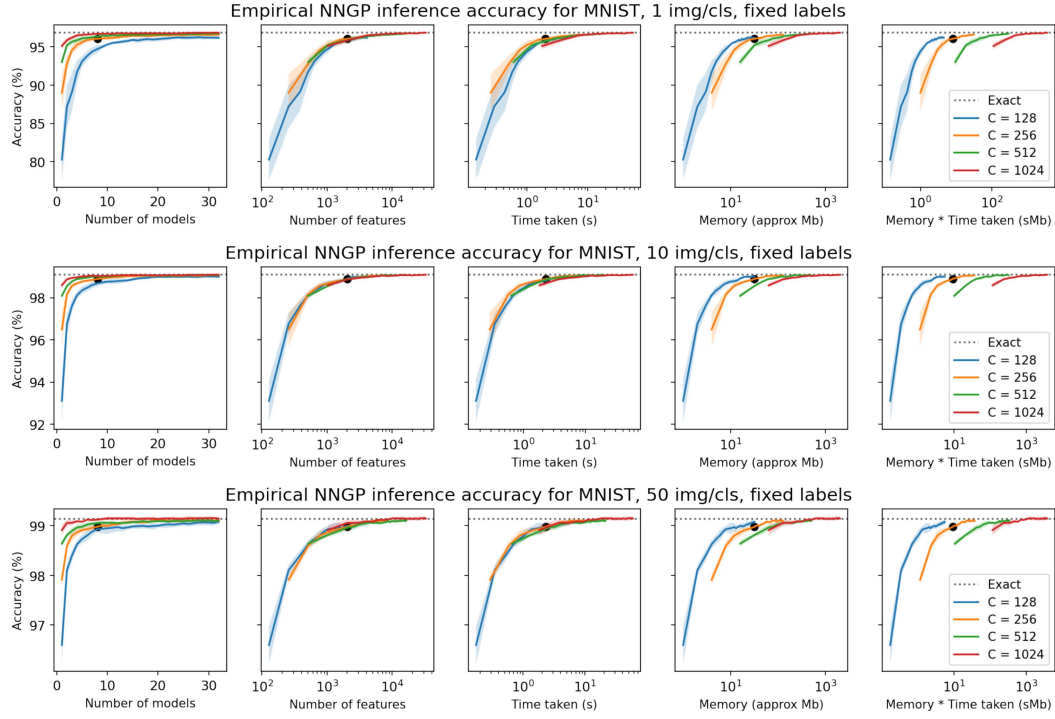 Empirical NNGP inference accuracy for MNIST, 1 img/cls, fixed labels
Accuracy (%)
95
90
85
80
0 10 20 30
Number of models
10^2 10^3 10^4
Number of features
10^0 10^1
Time taken (s)
10^1 10^3
Memory (approx Mb)
10^0 10^2
Memory * Time taken (sMb)
Exact
C = 128
C = 256
C = 512
C = 1024
Empirical NNGP inference accuracy for MNIST, 10 img/cls, fixed labels
Accuracy (%)
98
96
94
92
0 10 20 30
Number of models
10^2 10^3 10^4
Number of features
10^0 10^1
Time taken (s)
10^1 10^3
Memory (approx Mb)
10^1 10^3
Memory * Time taken (sMb)
Exact
C = 128
C = 256
C = 512
C = 1024
Empirical NNGP inference accuracy for MNIST, 50 img/cls, fixed labels
Accuracy (%)
99
98
97
0 10 20 30
Number of models
10^2 10^3 10^4
Number of features
10^0 10^1
Time taken (s)
10^1 10^3
Memory (approx Mb)
10^1 10^3
Memory * Time taken (sMb)
Exact
C = 128
C = 256
C = 512
C = 1024